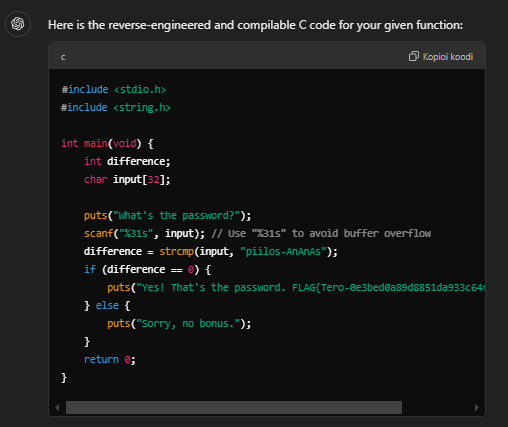 Here is the reverse-engineered and compilable C code for your given function:
c
Kopioi koodi
#include <stdio.h>
#include <string.h>
int main(void) {
int difference;
char input[32];
puts("What's the password?");
scanf("%31s", input); // Use "%31s" to avoid buffer overflow
difference = strcmp(input, "piilos-AnAnAs");
if (difference == 0) {
puts("Yes! That's the password. FLAG{Tero-0e3bed0a89d8851da933c64f
} else {
puts("Sorry, no bonus.");
}
return 0;
}